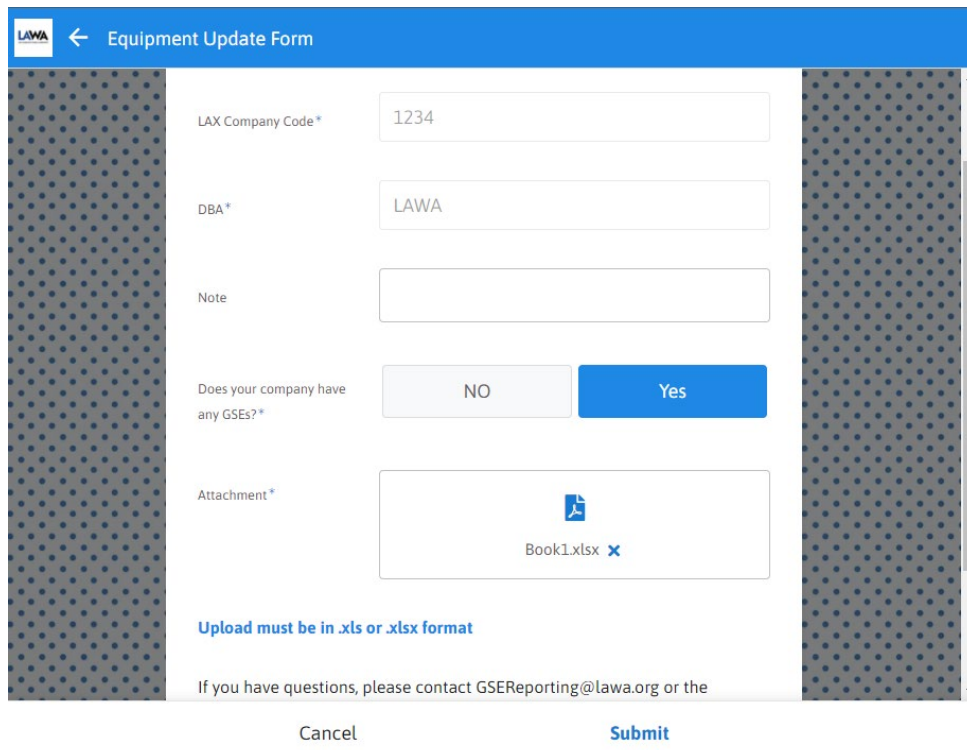 LAWA
Equipment Update Form
LAX Company Code*
1234
DBA*
LAWA
Note
Does your company have
any GSEs?*
NO
Yes
Attachment*
Book1.xlsx
Upload must be in .xls or .xlsx format
If you have questions, please contact GSEReporting@lawa.org or the
Cancel
Submit